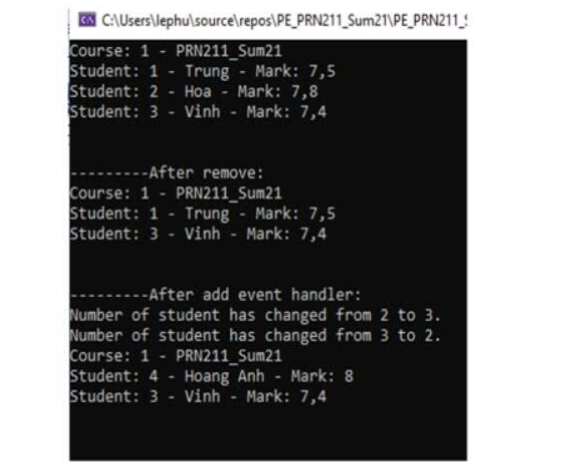 C:\Users\lephu\source\repos\PE_PRN211_Sum21\PE_PRN211_S
Course: 1 - PRN211_Sum21
Student: 1 - Trung - Mark: 7,5
Student: 2 - Hoa - Mark: 7,8
Student: 3 - Vinh - Mark: 7,4
---------After remove:
Course: 1 - PRN211_Sum21
Student: 1 - Trung - Mark: 7,5
Student: 3 - Vinh - Mark: 7,4
---------After add event handler:
Number of student has changed from 2 to 3.
Number of student has changed from 3 to 2.
Course: 1 - PRN211_Sum21
Student: 4 - Hoang Anh - Mark: 8
Student: 3 - Vinh - Mark: 7,4